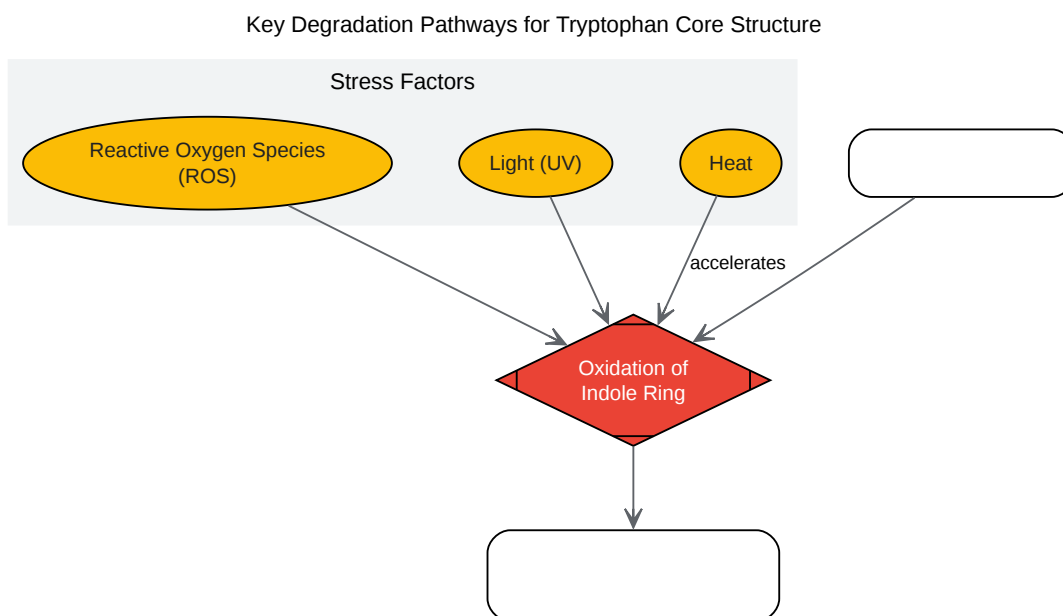 Key Degradation Pathways for Tryptophan Core Structure
Stress Factors
Reactive Oxygen Species
(ROS)
Light (UV)
Heat
accelerates
Oxidation of
Indole Ring